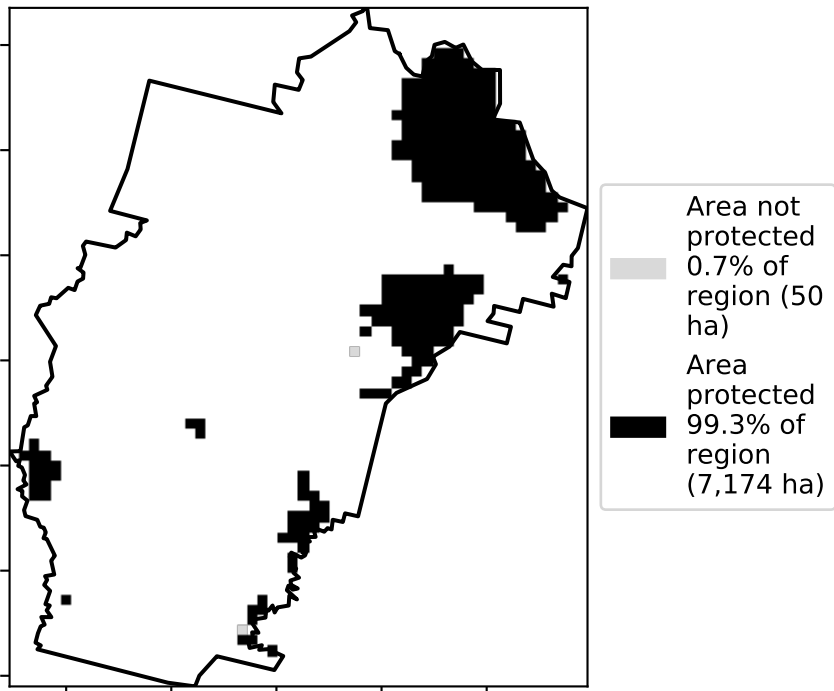 Area not
protected
0.7% of
region (50
ha)
Area
protected
99.3% of
region
(7,174 ha)